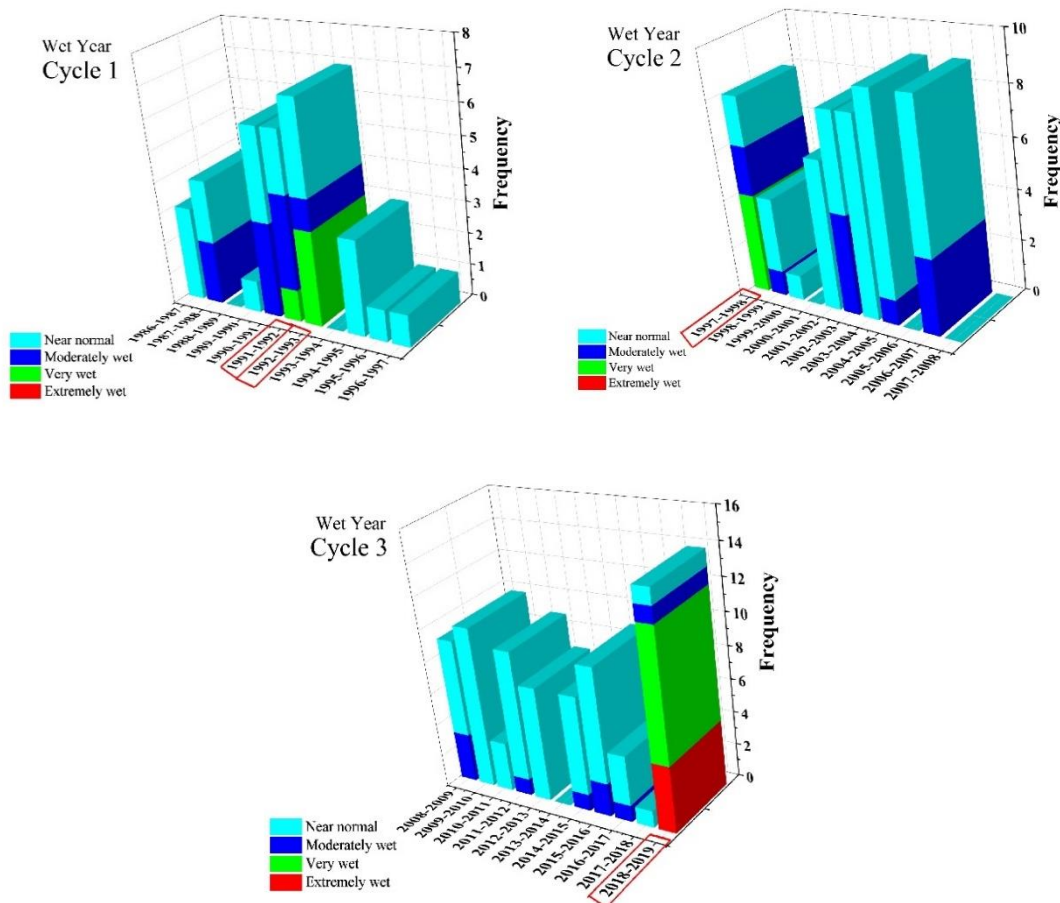 Wet Year
Cycle 1
8
7
6
5
4
3
2
1
0
Frequency
1986-1987
1987-1988
1988-1989
1989-1990
1990-1991
1991-1992
1992-1993
1993-1994
1994-1995
1995-1996
1996-1997
Near normal
Moderately wet
Very wet
Extremely wet
Wet Year
Cycle 2
10
8
6
4
2
0
Frequency
1997-1998
1998-1999
1999-2000
2000-2001
2001-2002
2002-2003
2003-2004
2004-2005
2005-2006
2006-2007
2007-2008
Near normal
Moderately wet
Very wet
Extremely wet
Wet Year
Cycle 3
16
14
12
10
8
6
4
2
0
Frequency
2008-2009
2009-2010
2010-2011
2011-2012
2012-2013
2013-2014
2014-2015
2015-2016
2016-2017
2017-2018
2018-2019
Near normal
Moderately wet
Very wet
Extremely wet